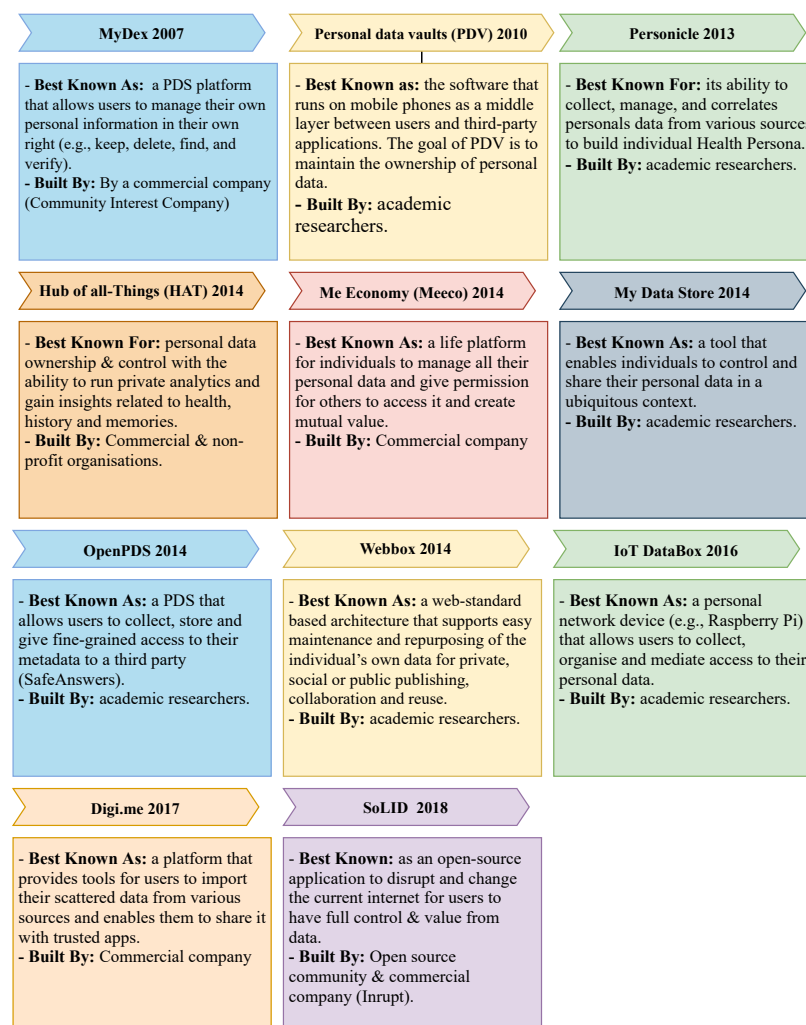 MyDex 2007
- Best Known As: a PDS platform
that allows users to manage their own
personal information in their own
right (e.g., keep, delete, find, and
verify).
- Built By: By a commercial company
(Community Interest Company)
Personal data vaults (PDV) 2010
- Best Known as: the software that
runs on mobile phones as a middle
layer between users and third-party
applications. The goal of PDV is to
maintain the ownership of personal
data.
- Built By: academic
researchers.
Personicle 2013
- Best Known For: its ability to
collect, manage, and correlates
personals data from various sources
to build individual Health Persona.
- Built By: academic researchers.
Hub of all-Things (HAT) 2014
- Best Known For: personal data
ownership & control with the
ability to run private analytics and
gain insights related to health,
history and memories.
- Built By: Commercial & non-
profit organisations.
Me Economy (Meeco) 2014
- Best Known As: a life platform
for individuals to manage all their
personal data and give permission
for others to access it and create
mutual value.
- Built By: Commercial company
My Data Store 2014
- Best Known As: a tool that
enables individuals to control and
share their personal data in a
ubiquitous context.
- Built By: academic researchers.
OpenPDS 2014
- Best Known As: a PDS that
allows users to collect, store and
give fine-grained access to their
metadata to a third party
(SafeAnswers).
- Built By: academic researchers.
Webbox 2014
- Best Known As: a web-standard
based architecture that supports easy
maintenance and repurposing of the
individual's own data for private,
social or public publishing,
collaboration and reuse.
- Built By: academic researchers.
IoT DataBox 2016
- Best Known As: a personal
network device (e.g., Raspberry Pi)
that allows users to collect,
organise and mediate access to their
personal data.
- Built By: academic researchers.
Digi.me 2017
- Best Known As: a platform that
provides tools for users to import
their scattered data from various
sources and enables them to share it
with trusted apps.
- Built By: Commercial company
SoLID 2018
- Best Known: as an open-source
application to disrupt and change
the current internet for users to
have full control & value from
data.
- Built By: Open source
community & commercial
company (Inrupt).